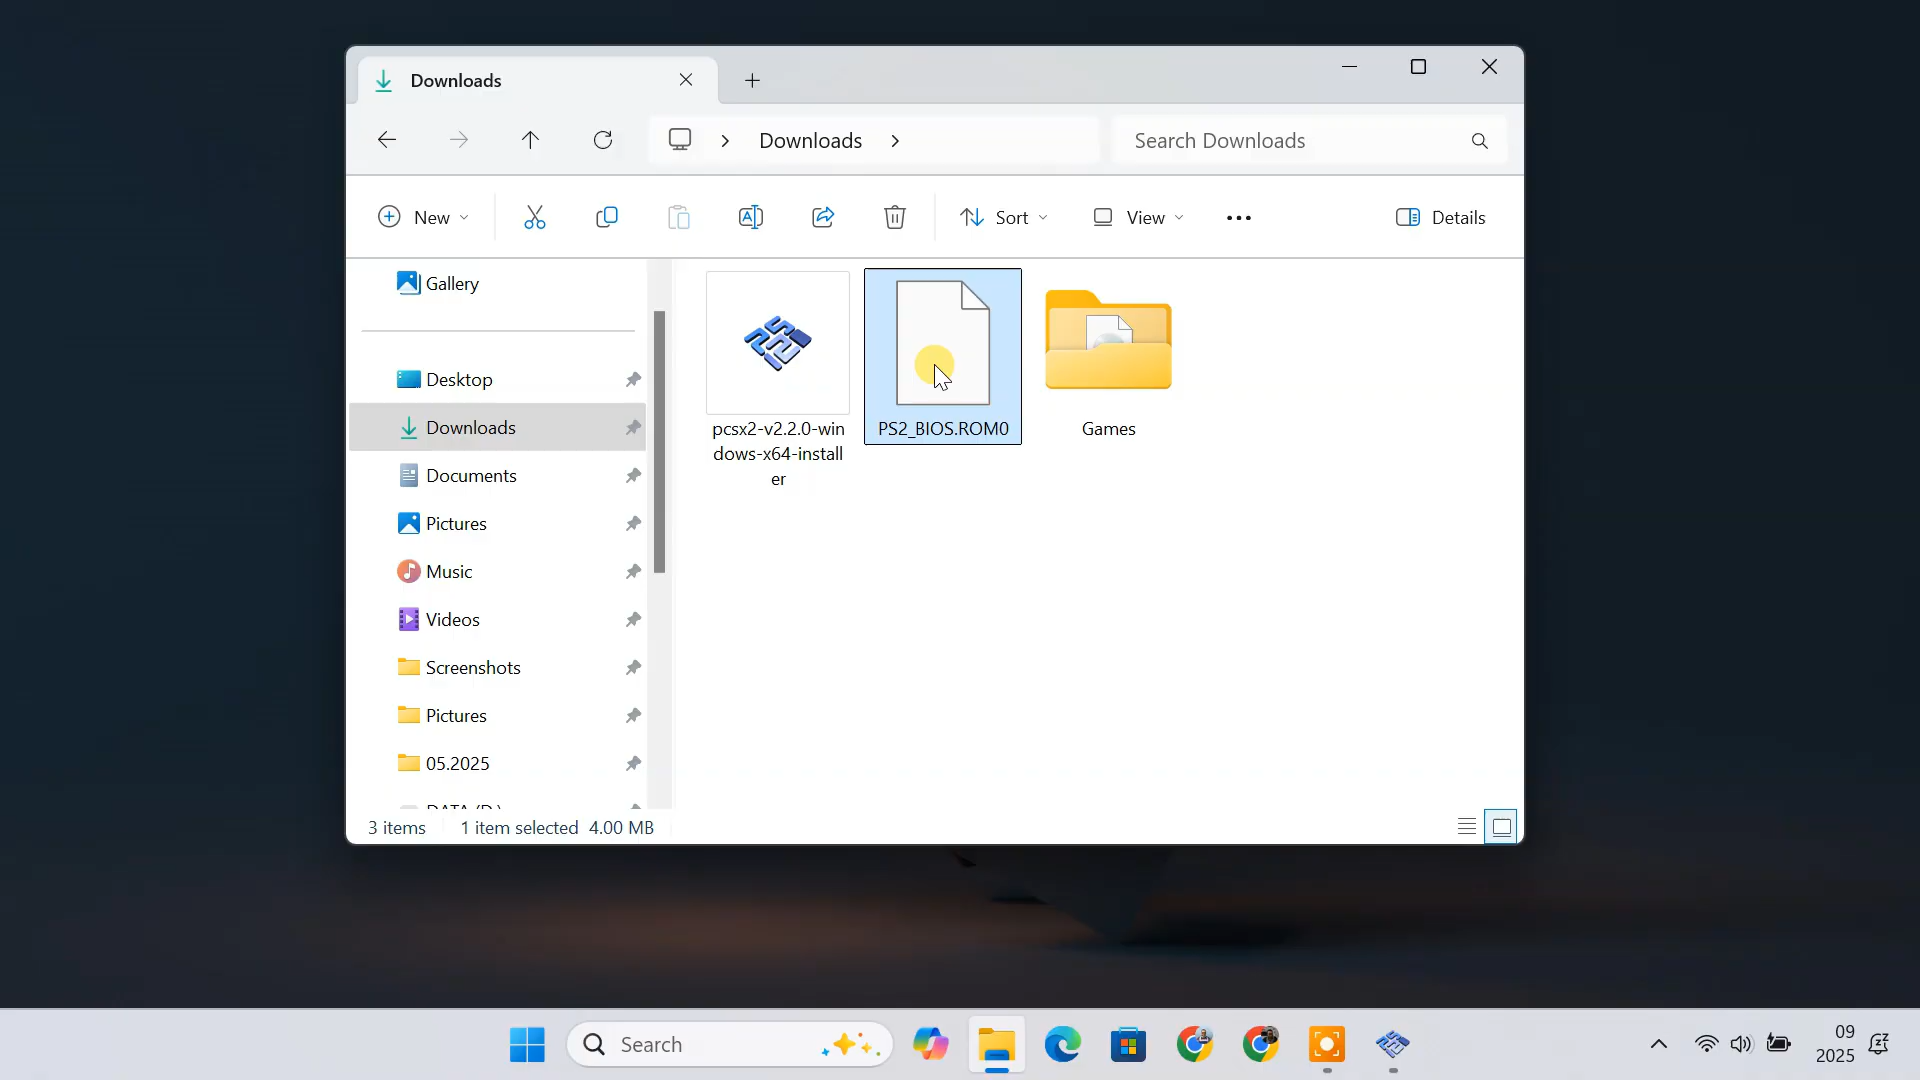 Downloads
Downloads
Search Downloads
New
Sort
View
Details
Gallery
Desktop
Downloads
Documents
Pictures
Music
Videos
Screenshots
Pictures
05.2025
DATA (D:)
pcsx2-v2.2.0-win
dows-x64-install
er
PS2_BIOS.ROM0
Games
3 items
1 item selected 4.00 MB
Search
09
2025